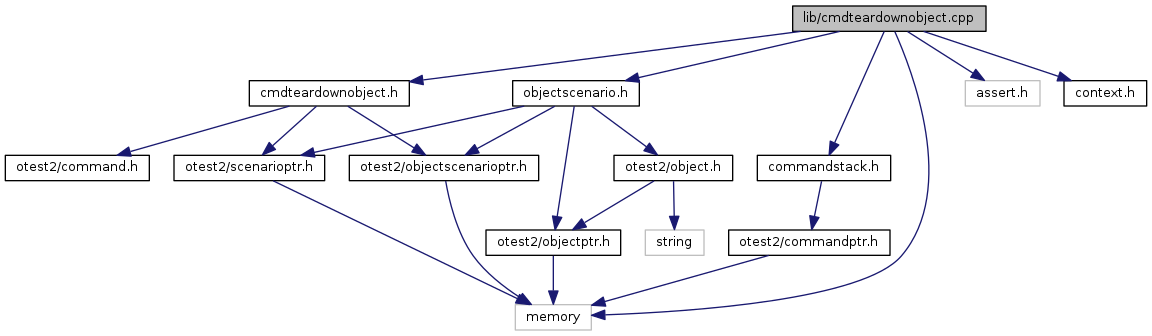 lib/cmdteardownobject.cpp
cmdteardownobject.h
objectscenario.h
assert.h
context.h
otest2/command.h
otest2/scenarioptr.h
otest2/objectscenarioptr.h
otest2/object.h
commandstack.h
otest2/objectptr.h
string
otest2/commandptr.h
memory